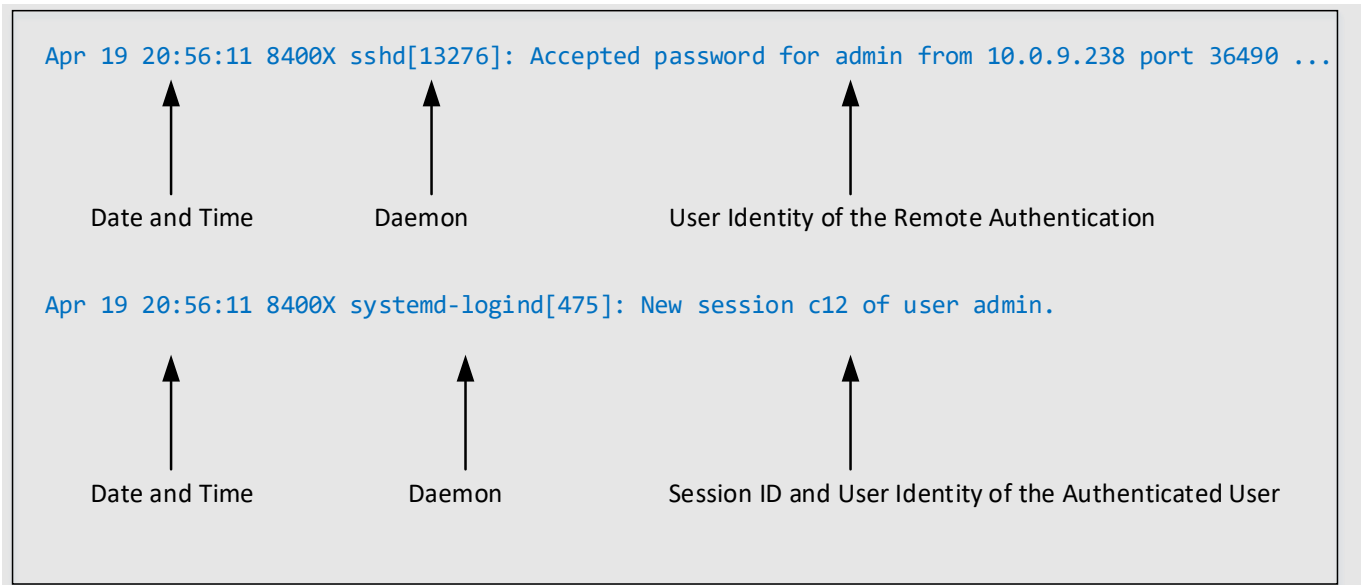 Apr 19 20:56:11 8400X sshd[13276]: Accepted password for admin from 10.0.9.238 port 36490 ...
Date and Time Daemon User Identity of the Remote Authentication
Apr 19 20:56:11 8400X systemd-logind[475]: New session c12 of user admin.
Date and Time Daemon Session ID and User Identity of the Authenticated User